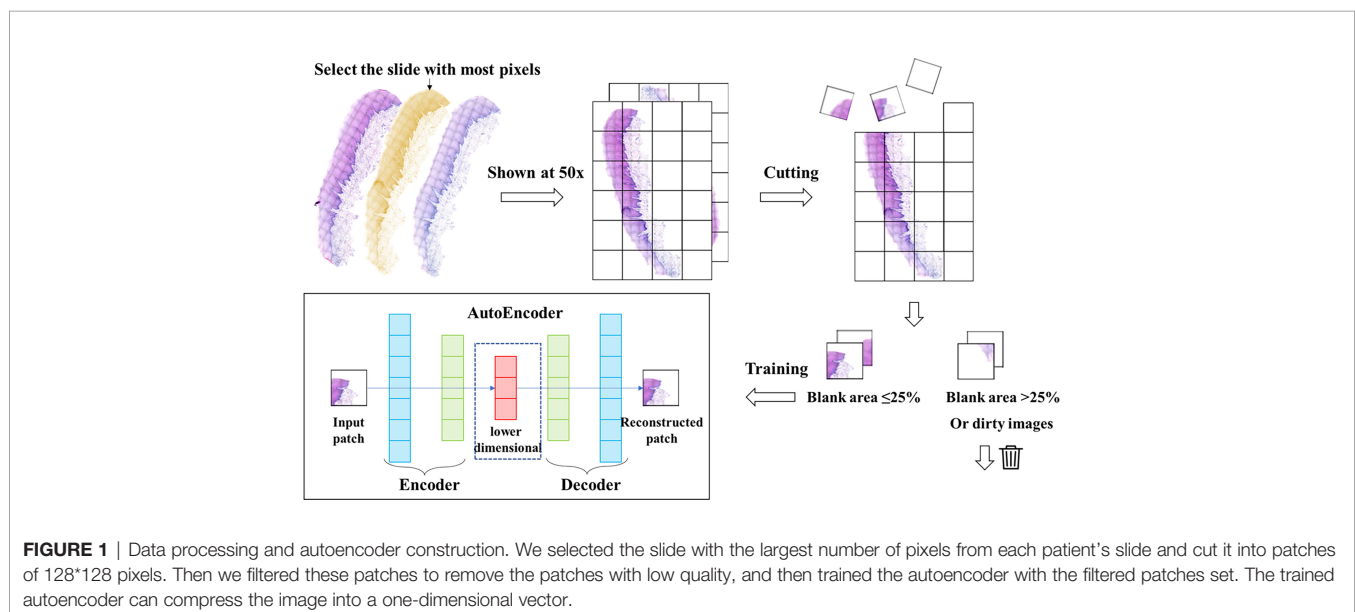 Select the slide with most pixels
Shown at 50x
Cutting
AutoEncoder
Input
patch
lower
dimensional
Reconstructed
patch
Encoder
Decoder
Training
Blank area ≤25%
Blank area >25%
Or dirty images
FIGURE 1 | Data processing and autoencoder construction. We selected the slide with the largest number of pixels from each patient’s slide and cut it into patches
of 128*128 pixels. Then we filtered these patches to remove the patches with low quality, and then trained the autoencoder with the filtered patches set. The trained
autoencoder can compress the image into a one-dimensional vector.